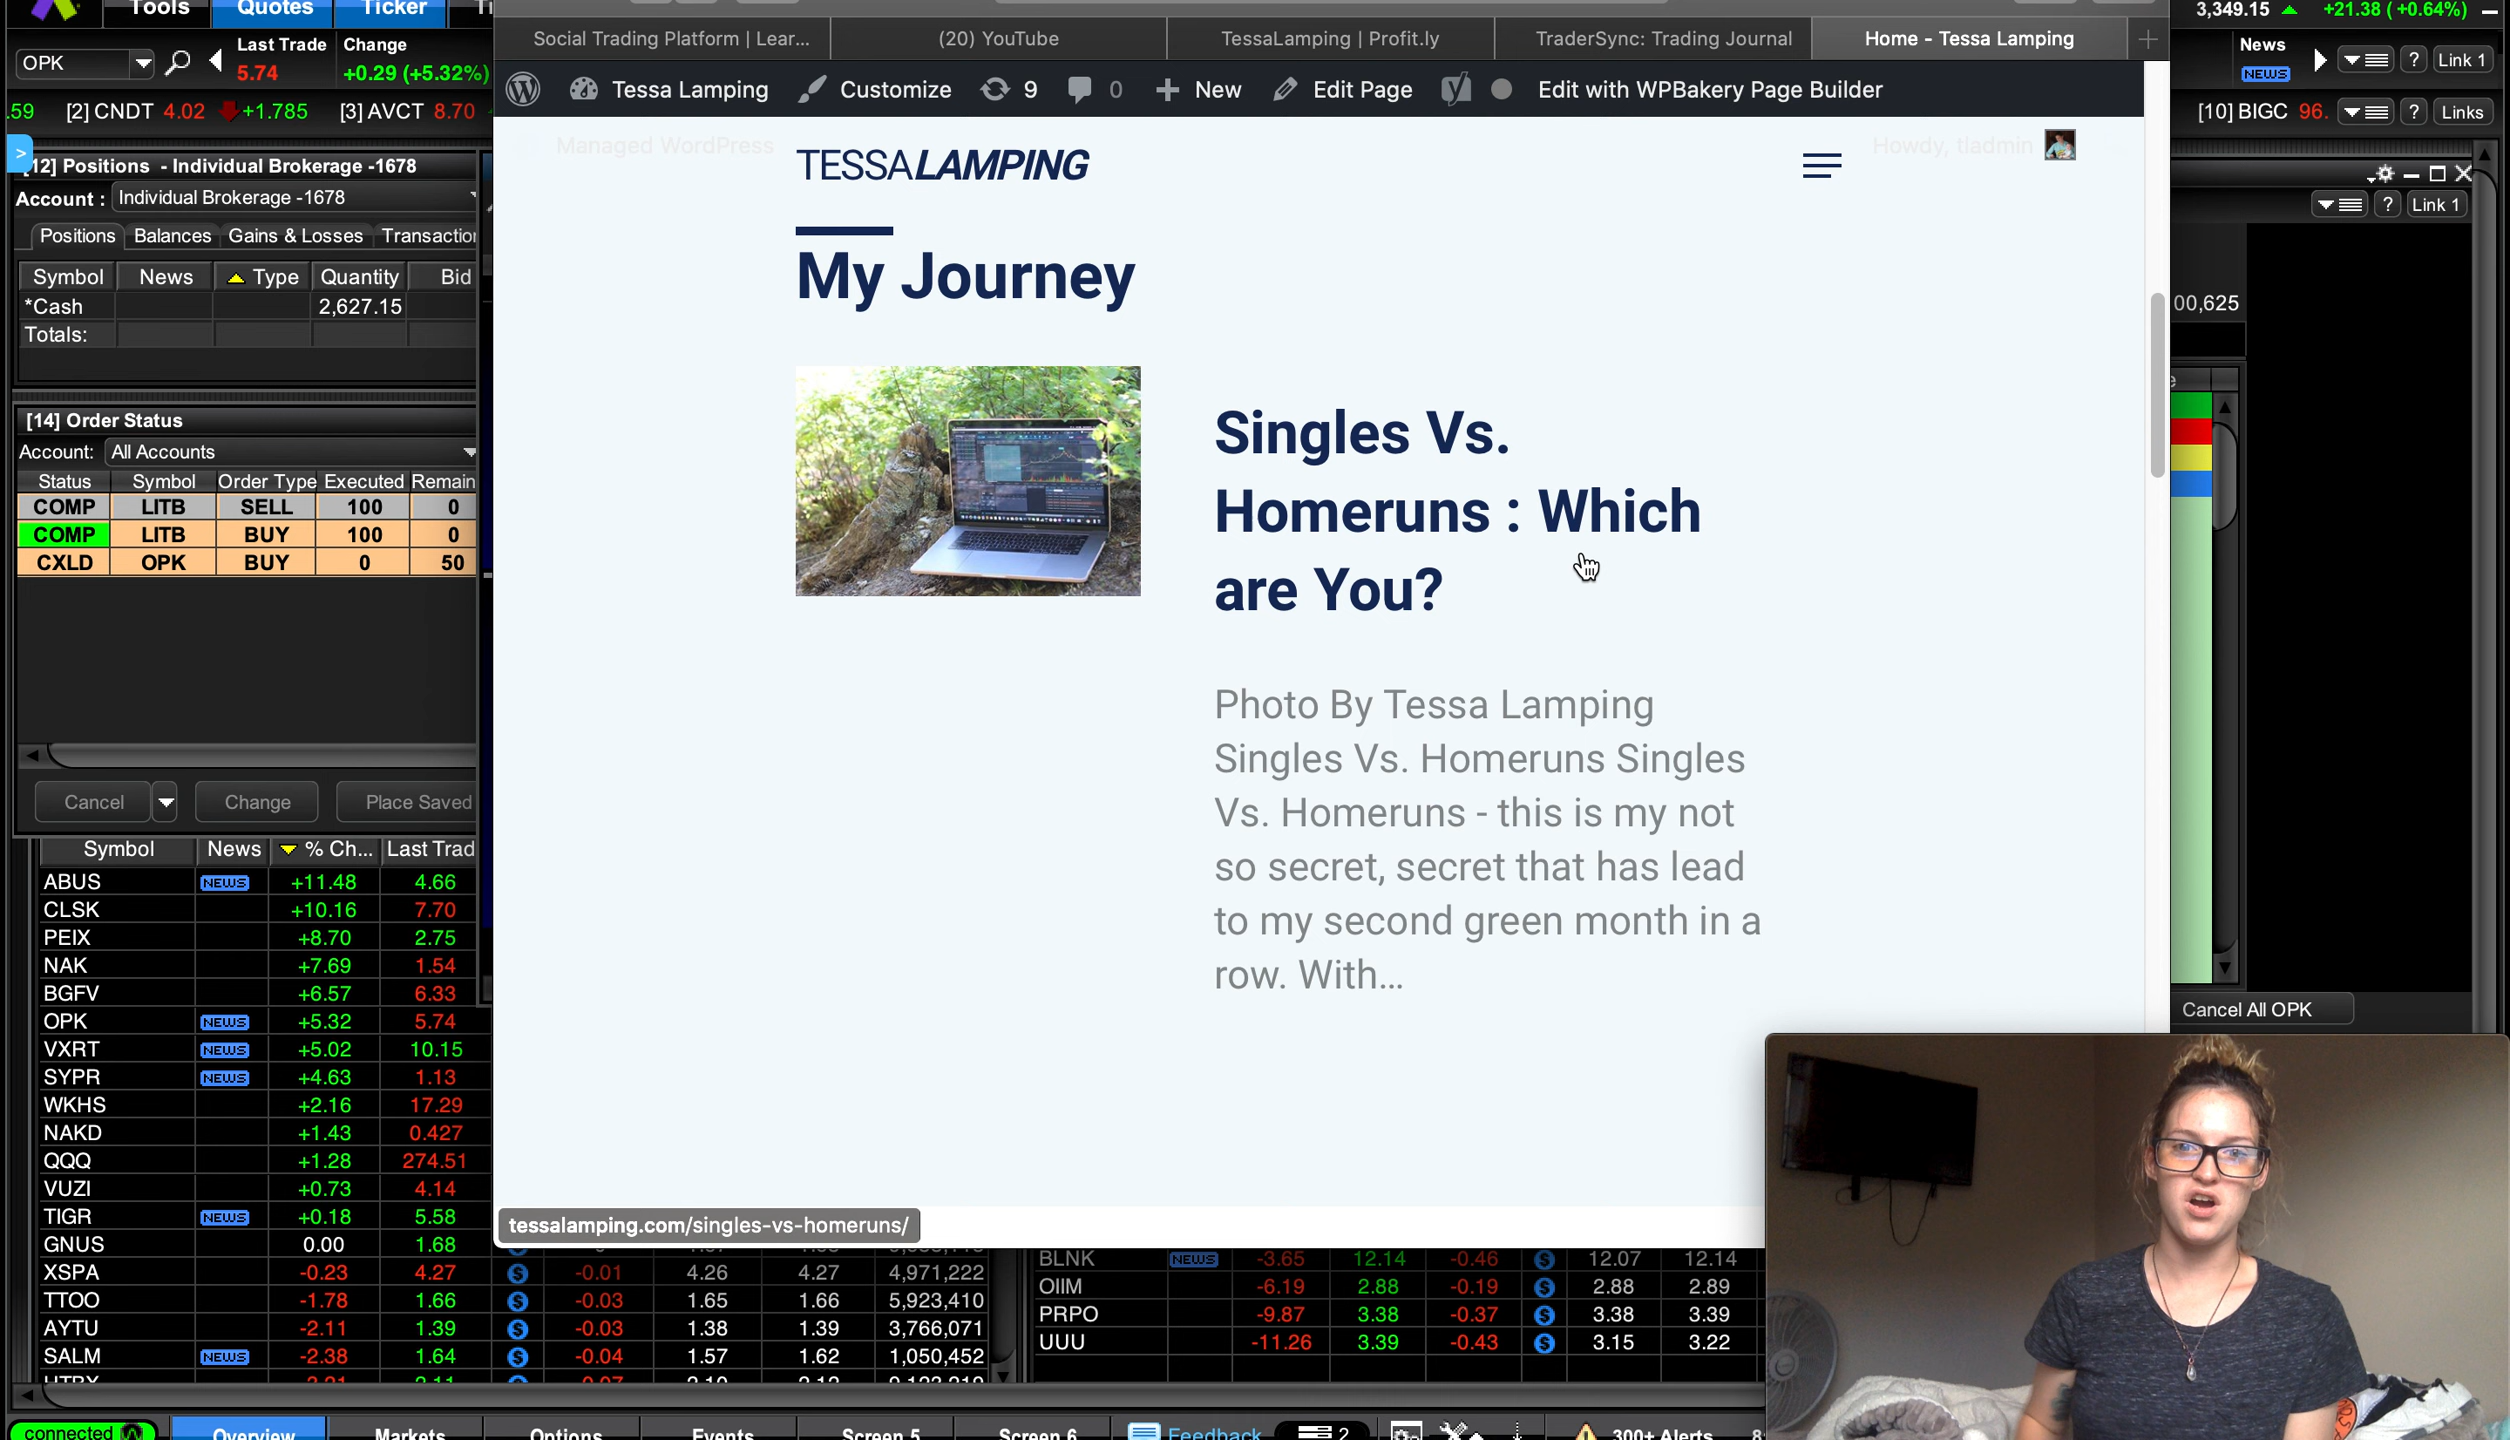 Tools Quotes Ticker
3,349.15 +21.38 (+0.64%)
Social Trading Platform | Lear...
(20) YouTube
TessaLamping | Profit.ly
TraderSync: Trading Journal
Home - Tessa Lamping
OPK
Last Trade
5.74
Change
+0.29 (+5.32%)
News
NEWS
? Link 1
Tessa Lamping Customize 9 0 New Edit Page Edit with WPBakery Page Builder
.59 [2] CNDT 4.02 +1.785 [3] AVCT 8.70
[10] BIGC 96. ? Links
Managed WordPress
Howdy, tladmin
TESSALAMPING
[12] Positions - Individual Brokerage -1678
Account : Individual Brokerage -1678
? Link 1
Positions Balances Gains & Losses Transaction
Symbol News Type Quantity Bid
*Cash 2,627.15
Totals:
00,625
My Journey
[14] Order Status
Account: All Accounts
Status Symbol Order Type Executed Remain
COMP LITB SELL 100 0
COMP LITB BUY 100 0
CXLD OPK BUY 0 50
Cancel Change Place Saved
Singles Vs.
Homeruns : Which
are You?
Photo By Tessa Lamping
Singles Vs. Homeruns Singles
Vs. Homeruns - this is my not
so secret, secret that has lead
to my second green month in a
row. With...
Cancel All OPK
Symbol News % Ch... Last Trad
ABUS NEWS +11.48 4.66
CLSK +10.16 7.70
PEIX +8.70 2.75
NAK +7.69 1.54
BGFV +6.57 6.33
OPK NEWS +5.32 5.74
VXRT NEWS +5.02 10.15
SYPR NEWS +4.63 1.13
WKHS +2.16 17.29
NAKD +1.43 0.427
QQQ +1.28 274.51
VUZI +0.73 4.14
TIGR NEWS +0.18 5.58
GNUS 0.00 1.68
XSPA -0.23 4.27 -0.01 4.26 4.27 4,971,222
TTOO -1.78 1.66 -0.03 1.65 1.66 5,923,410
AYTU -2.11 1.39 -0.03 1.38 1.39 3,766,071
SALM NEWS -2.38 1.64 -0.04 1.57 1.62 1,050,452
tessalamping.com/singles-vs-homeruns/
BLNK NEWS -3.65 12.14 -0.46 12.07 12.14
OIIM -6.19 2.88 -0.19 2.88 2.89
PRPO -9.87 3.38 -0.37 3.38 3.39
UUU -11.26 3.39 -0.43 3.15 3.22
connected Overview Markets Options Events Screen 5 Screen 6 Feedback 2 300+ Alerts